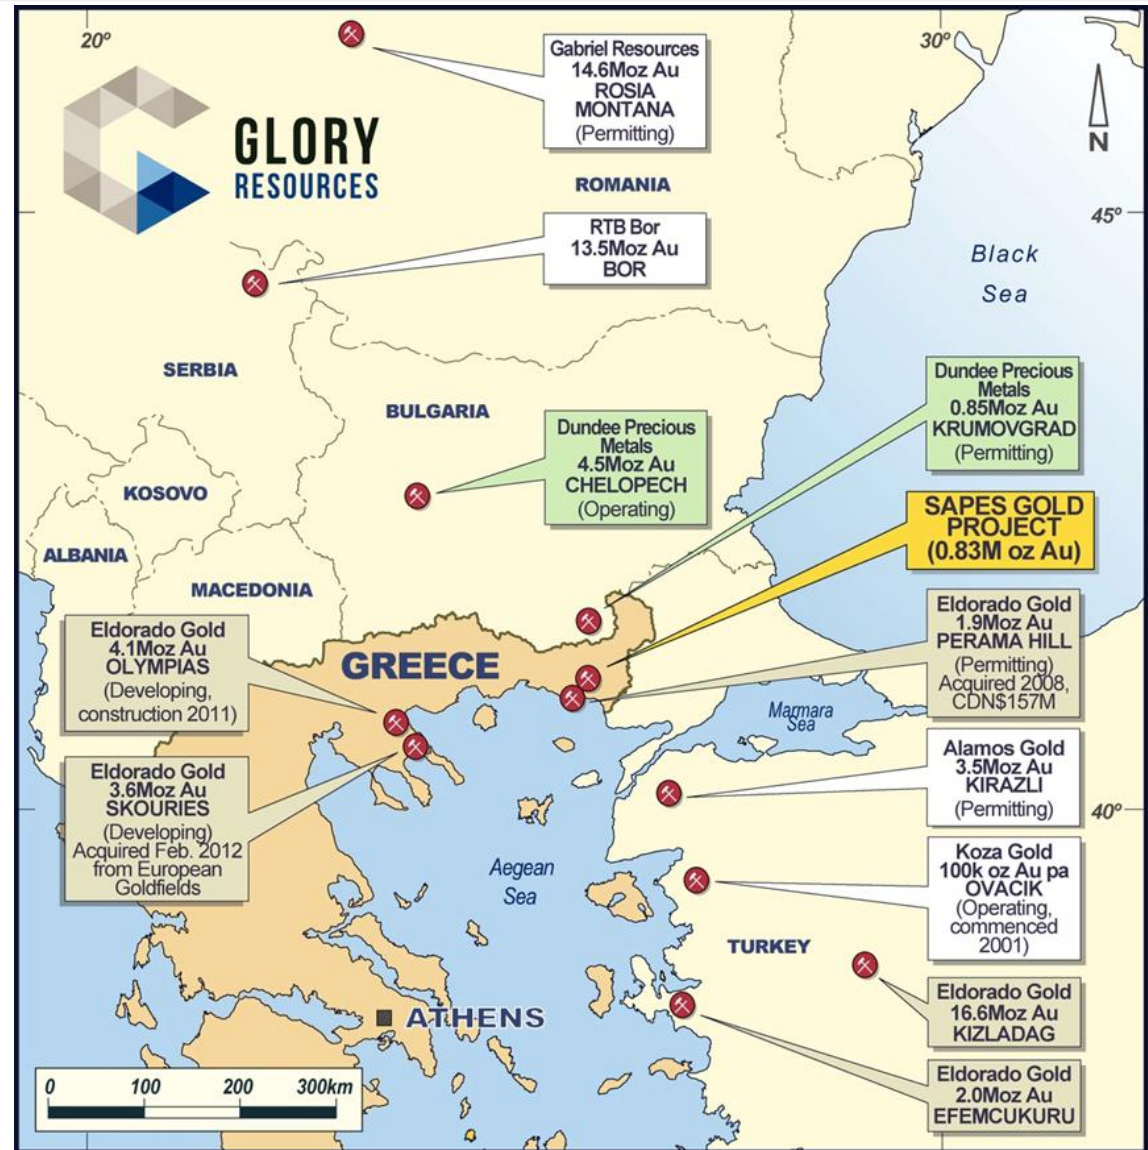 20°
30°
Gabriel Resources
14.6Moz Au
ROSIA
MONTANA
(Permitting)
N
GLORY
RESOURCES
ROMANIA
45°
RTB Bor
13.5Moz Au
BOR
Black
Sea
SERBIA
BULGARIA
Dundee Precious
Metals
0.85Moz Au
KRUMOVGRAD
(Permitting)
Dundee Precious
Metals
4.5Moz Au
CHELOPECH
(Operating)
KOSOVO
ALBANIA
MACEDONIA
SAPES GOLD
PROJECT
(0.83M oz Au)
Eldorado Gold
4.1Moz Au
OLYMPIAS
(Developing,
construction 2011)
GREECE
Eldorado Gold
1.9Moz Au
PERAMA HILL
(Permitting)
Acquired 2008,
CDN$157M
Marmara
Sea
Eldorado Gold
3.6Moz Au
SKOURIES
(Developing)
Acquired Feb. 2012
from European
Goldfields
Alamos Gold
3.5Moz Au
KIRAZLI
(Permitting)
40°
Aegean
Sea
Koza Gold
100k oz Au pa
OVACIK
(Operating,
commenced
2001)
TURKEY
Eldorado Gold
16.6Moz Au
KIZLADAG
ATHENS
Eldorado Gold
2.0Moz Au
EFEMCUKURU
0 100 200 300km